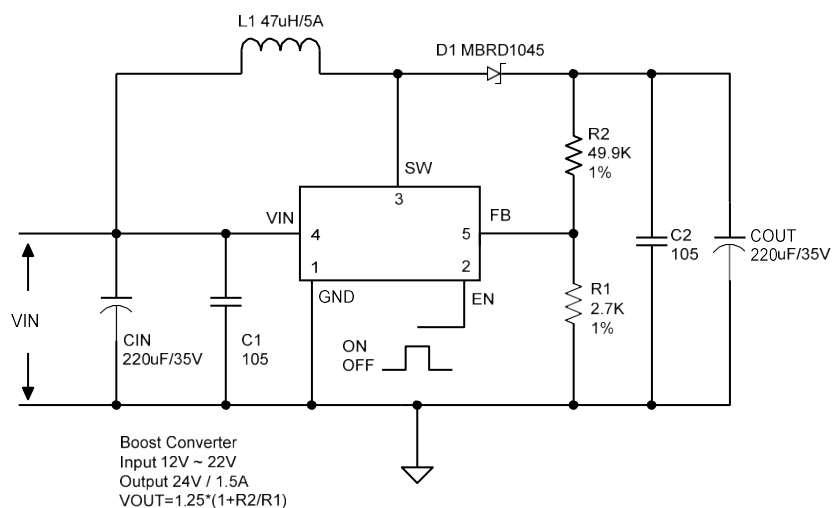 L1 47uH/5A
D1 MBRD1045
R2
49.9K
1%
SW
3
VIN
4
5
FB
1
2
GND
EN
C2
105
COUT
220uF/35V
R1
2.7K
1%
VIN
CIN
220uF/35V
C1
105
ON
OFF
Boost Converter
Input 12V ~ 22V
Output 24V / 1.5A
VOUT=1.25*(1+R2/R1)